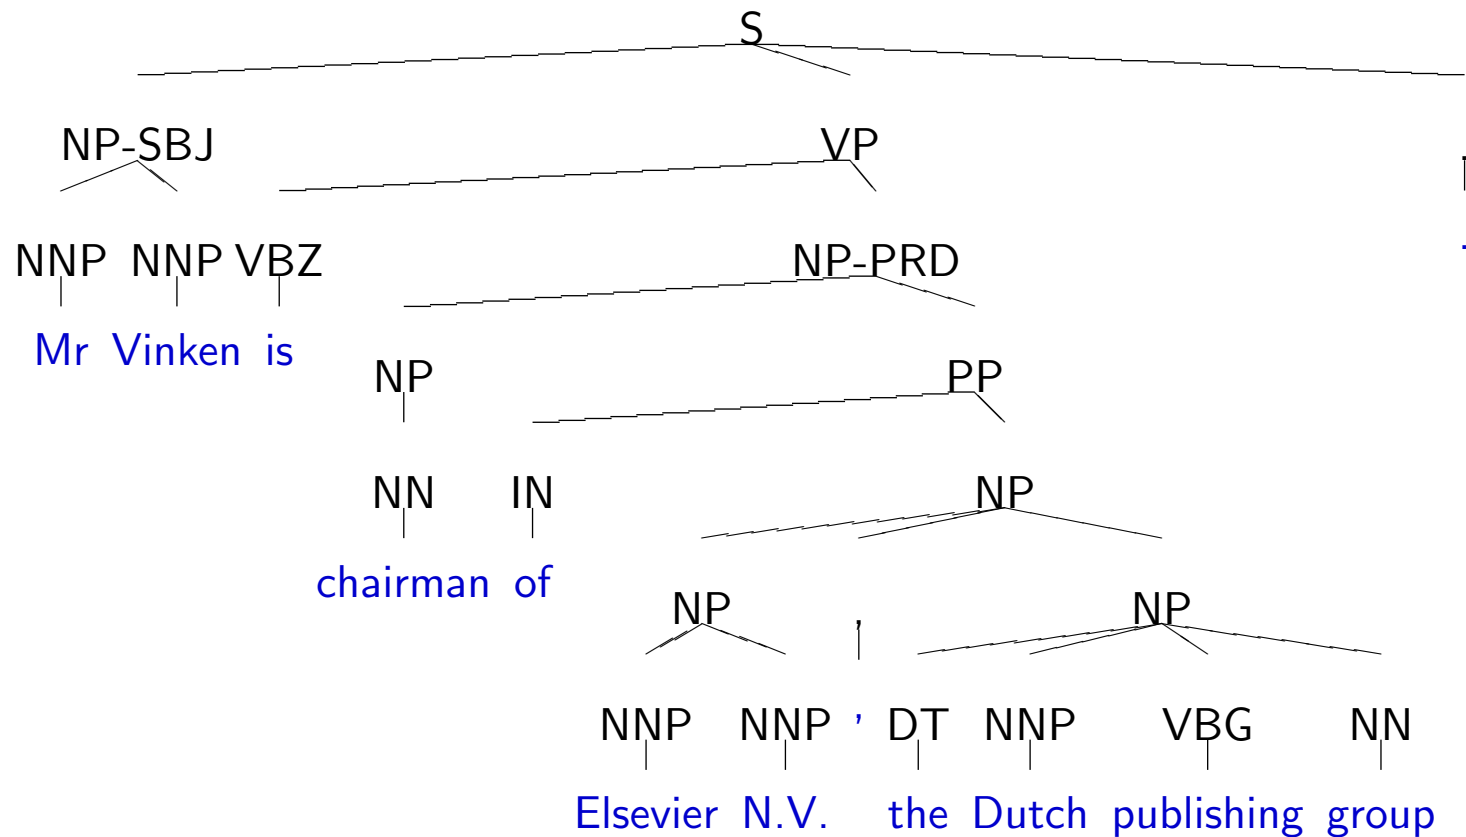 S
NP-SBJ VP .
NNP NNP VBZ NP-PRD .
Mr Vinken is
NP PP
NN IN NP
chairman of
NP , NP
NNP NNP , DT NNP VBG NN
Elsevier N.V. the Dutch publishing group